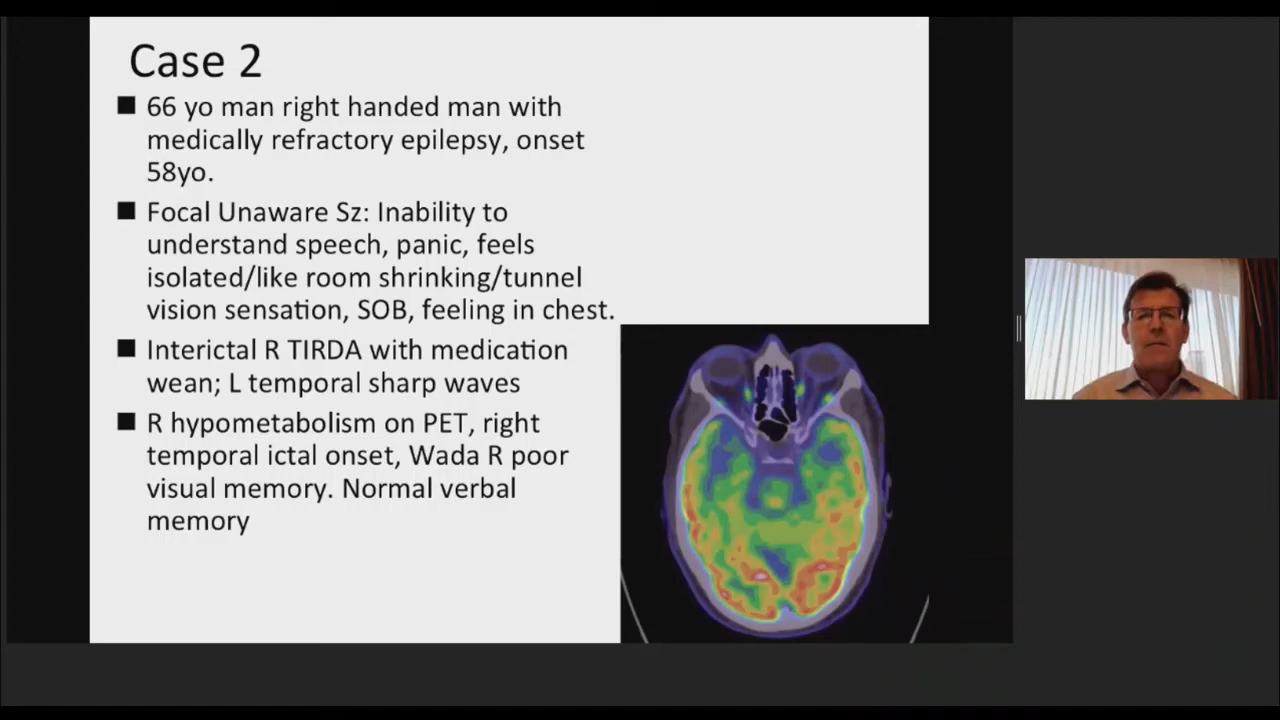 Case 2
66 yo man right handed man with
medically refractory epilepsy, onset
58yo.
Focal Unaware Sz: Inability to
understand speech, panic, feels
isolated/like room shrinking/tunnel
vision sensation, SOB, feeling in chest.
Interictal R TIRDA with medication
wean; L temporal sharp waves
R hypometabolism on PET, right
temporal ictal onset, Wada R poor
visual memory. Normal verbal
memory